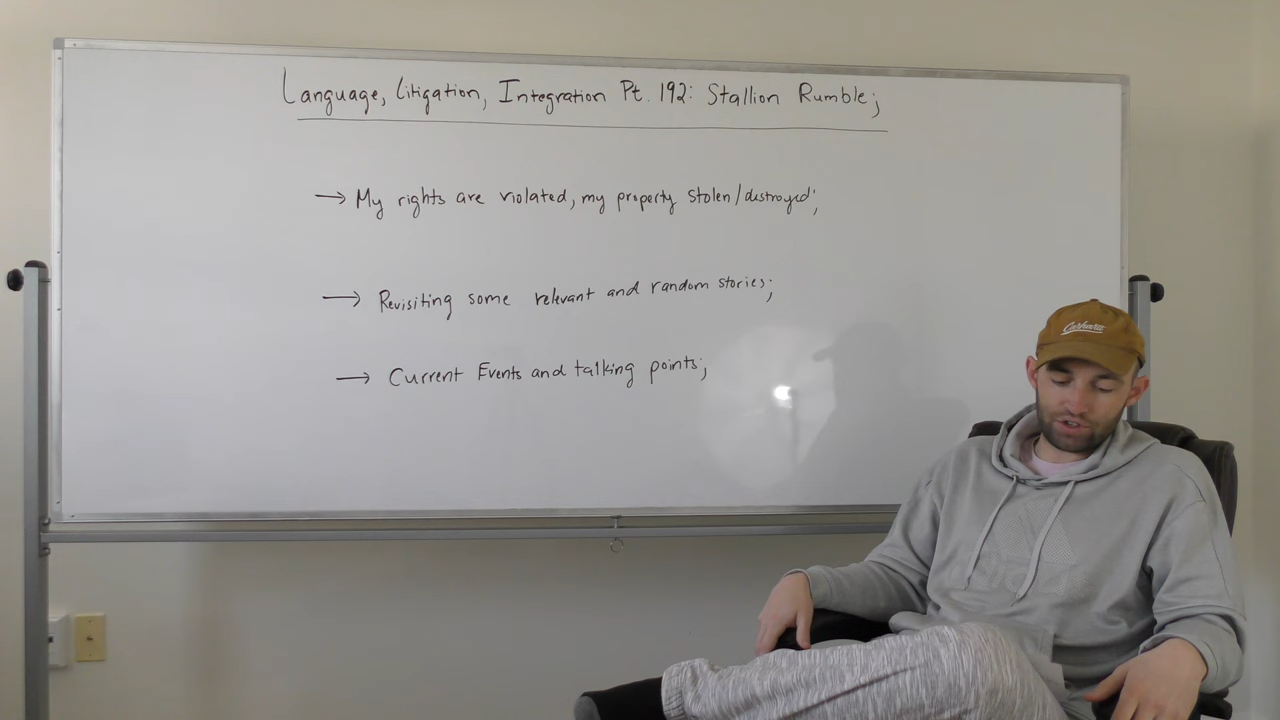 Language, Litigation, Integration Pt. 192: Stallion Rumble;
→ My rights are violated, my property stolen/destroyed;
→ Revisiting some relevant and random stories;
→ Current Events and talking points;
Carhartt